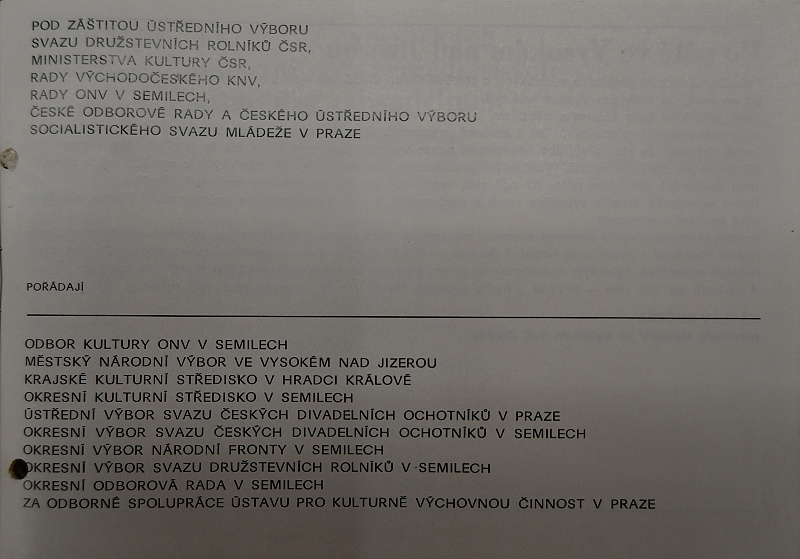 POD ZÁŠTITOU ÚSTŘEDNÍHO VÝBORU
SVAZU DRUŽSTEVNÍCH ROLNÍKŮ ČSR,
MINISTERSTVA KULTURY ČSR,
RADY VÝCHODOČESKÉHO KNV,
RADY ONV V SEMILECH,
ČESKÉ ODBOROVÉ RADY A ČESKÉHO ÚSTŘEDNÍHO VÝBORU
SOCIALISTICKÉHO SVAZU MLÁDEŽE V PRAZE
POŘÁDAJÍ
ODBOR KULTURY ONV V SEMILECH
MĚSTSKÝ NÁRODNÍ VÝBOR VE VYSOKÉM NAD JIZEROU
KRAJSKÉ KULTURNÍ STŘEDISKO V HRADCI KRÁLOVÉ
OKRESNÍ KULTURNÍ STŘEDISKO V SEMILECH
ÚSTŘEDNÍ VÝBOR SVAZU ČESKÝCH DIVADELNÍCH OCHOTNÍKŮ V PRAZE
OKRESNÍ VÝBOR SVAZU ČESKÝCH DIVADELNÍCH OCHOTNÍKŮ V SEMILECH
OKRESNÍ VÝBOR NÁRODNÍ FRONTY V SEMILECH
OKRESNÍ VÝBOR SVAZU DRUŽSTEVNÍCH ROLNÍKŮ V SEMILECH
OKRESNÍ ODBOROVÁ RADA V SEMILECH
ZA ODBORNÉ SPOLUPRÁCE ÚSTAVU PRO KULTURNĚ VÝCHOVNOU ČINNOST V PRAZE